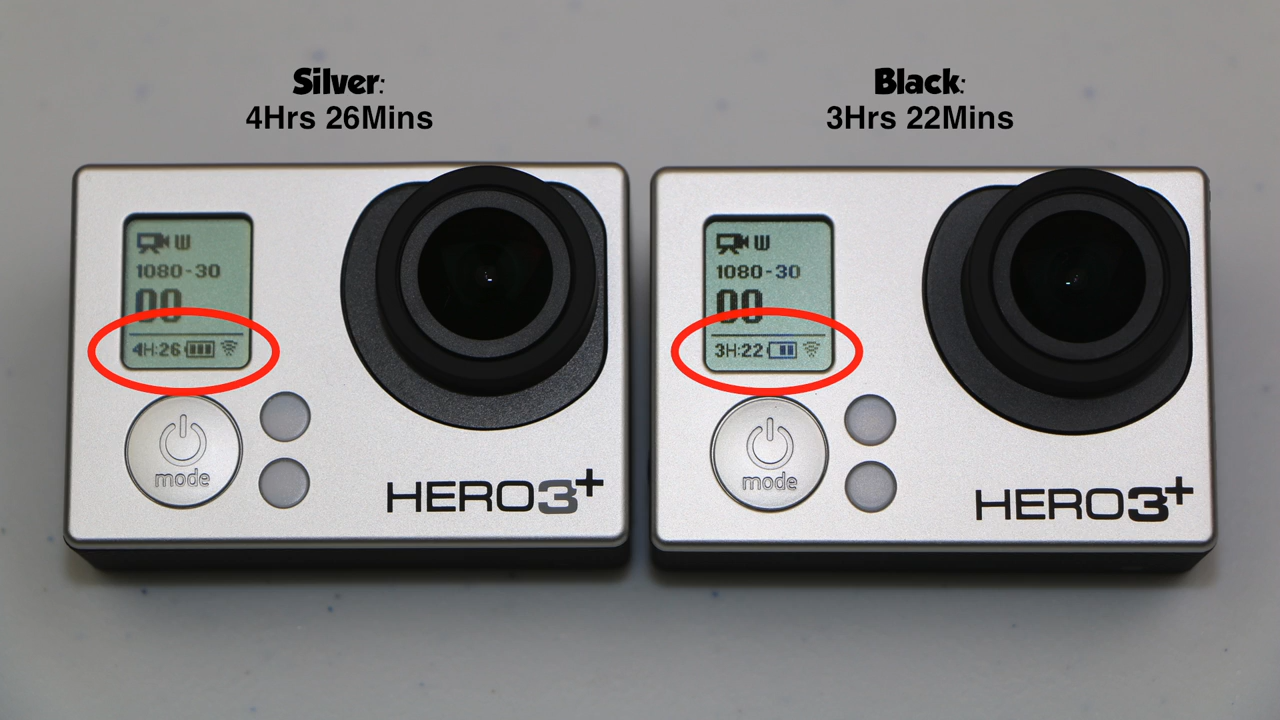 Silver:
4Hrs 26Mins
Black:
3Hrs 22Mins
W
1080-30
00
4H:26
mode
HERO3+
W
1080-30
00
3H:22
mode
HERO3+